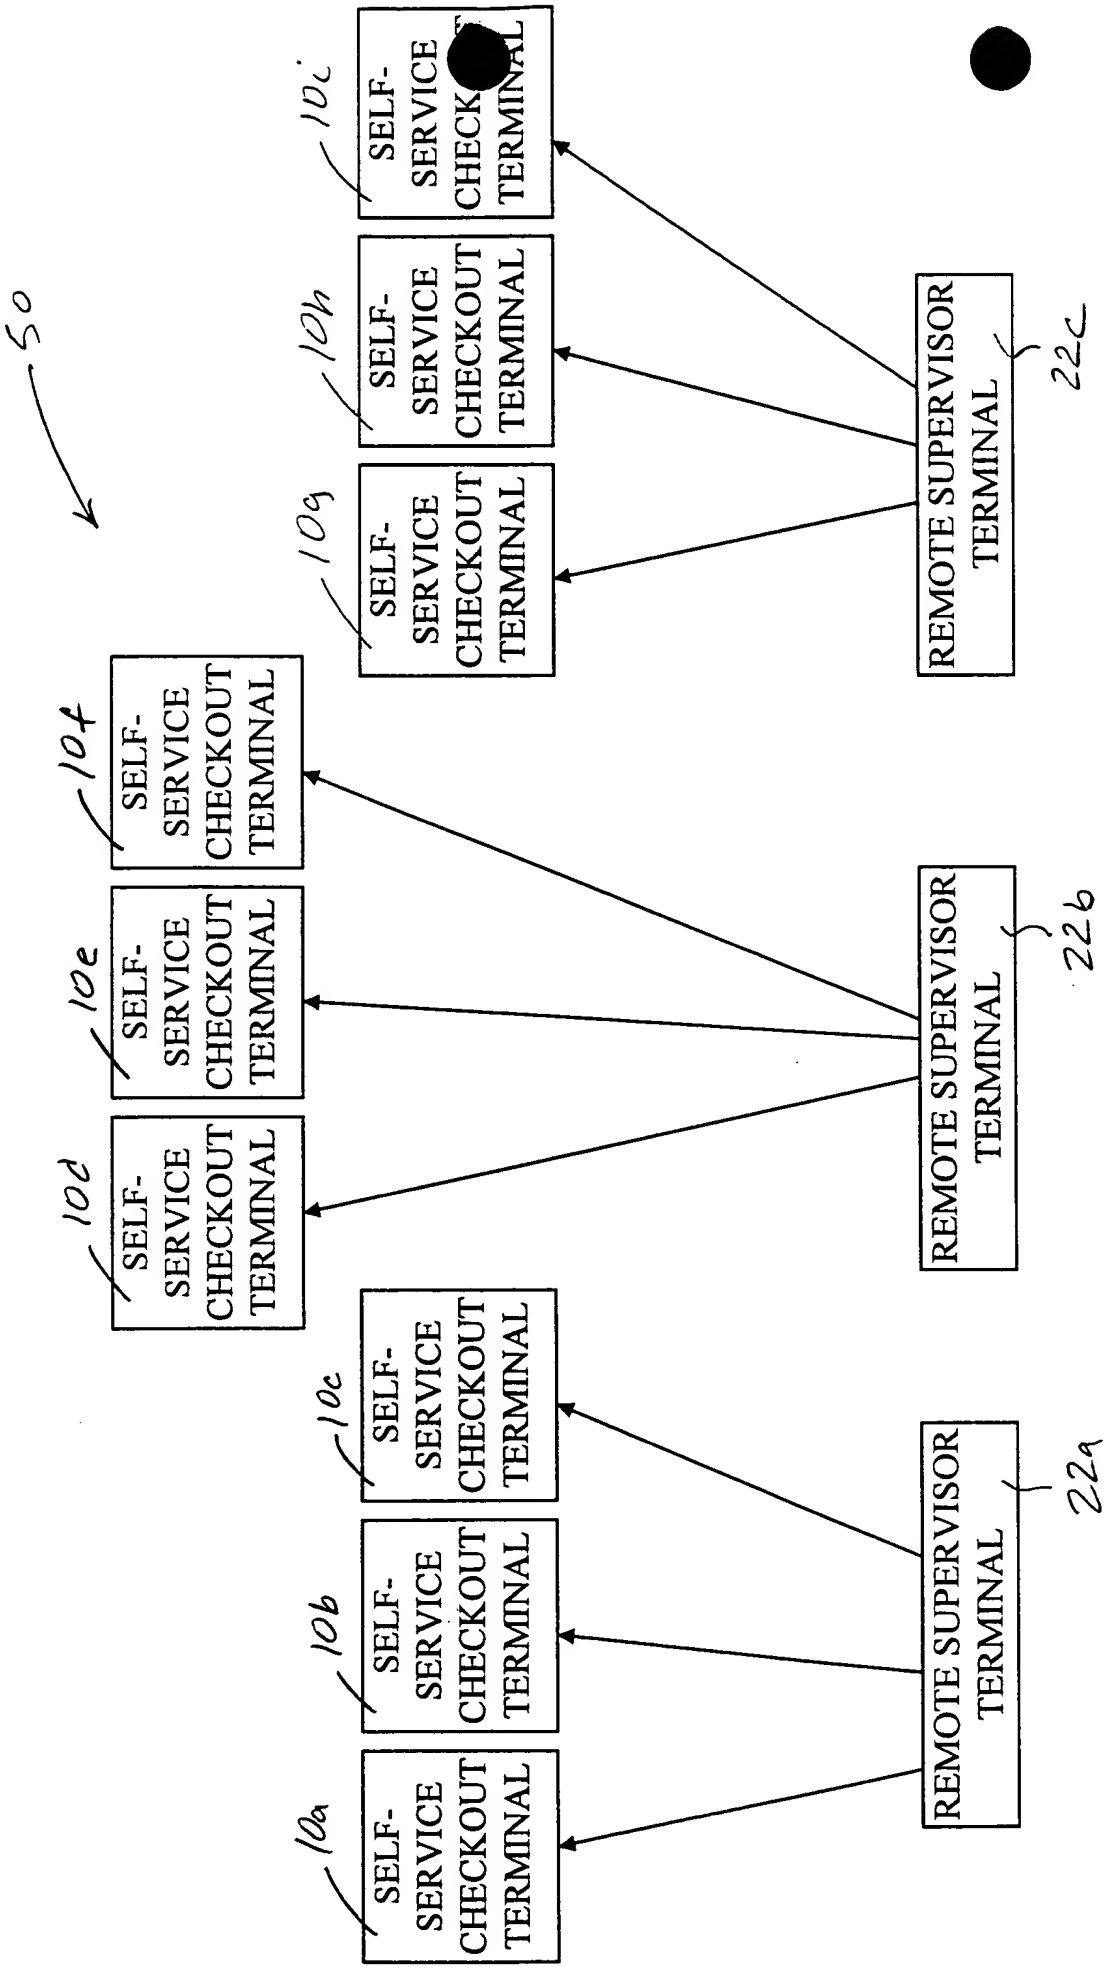 50
10a
SELF-
SERVICE
CHECKOUT
TERMINAL
10b
SELF-
SERVICE
CHECKOUT
TERMINAL
10c
SELF-
SERVICE
CHECKOUT
TERMINAL
10d
SELF-
SERVICE
CHECKOUT
TERMINAL
10e
SELF-
SERVICE
CHECKOUT
TERMINAL
10f
SELF-
SERVICE
CHECKOUT
TERMINAL
10g
SELF-
SERVICE
CHECKOUT
TERMINAL
10h
SELF-
SERVICE
CHECKOUT
TERMINAL
10i
SELF-
SERVICE
TERMINAL
REMOTE SUPERVISOR
TERMINAL
22a
REMOTE SUPERVISOR
TERMINAL
22b
REMOTE SUPERVISOR
TERMINAL
22c